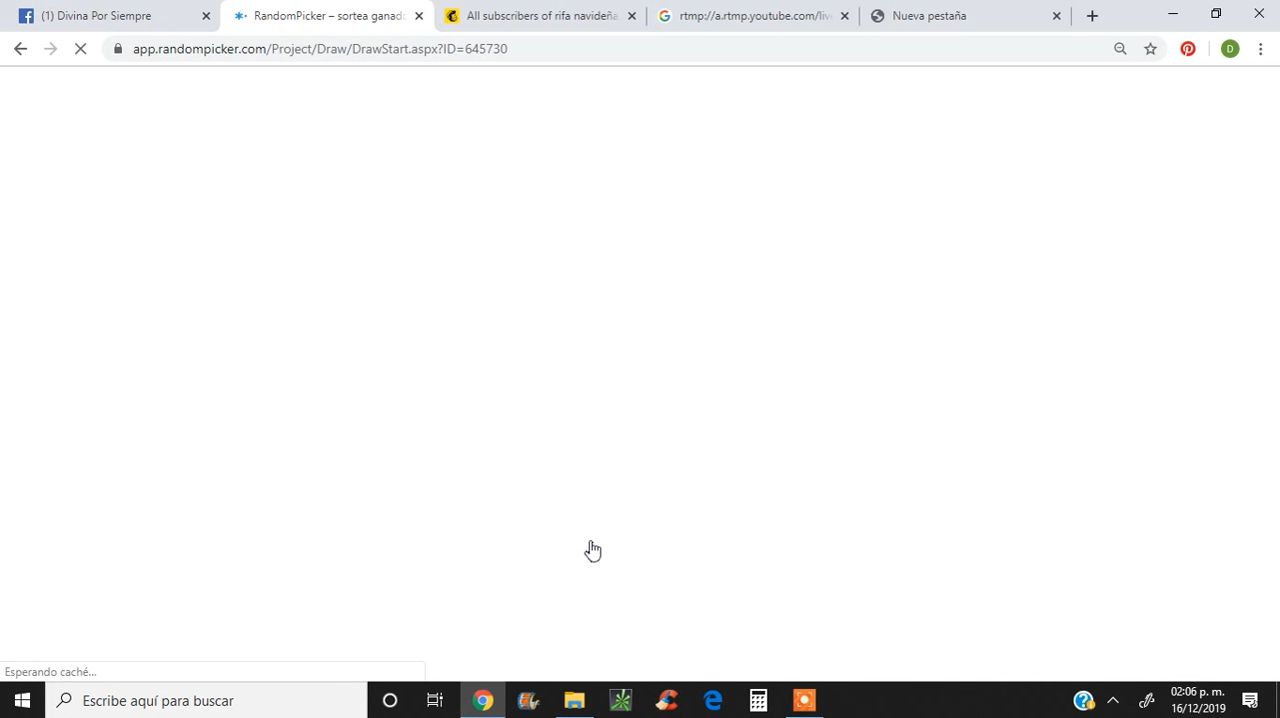 (1) Divina Por Siempre
RandomPicker – sortea ganado
All subscribers of rifa navideña
rtmp://a.rtmp.youtube.com/liv
Nueva pestaña
app.randompicker.com/Project/Draw/DrawStart.aspx?ID=645730
D
Esperando caché...
Escribe aquí para buscar
02:06 p. m.
16/12/2019